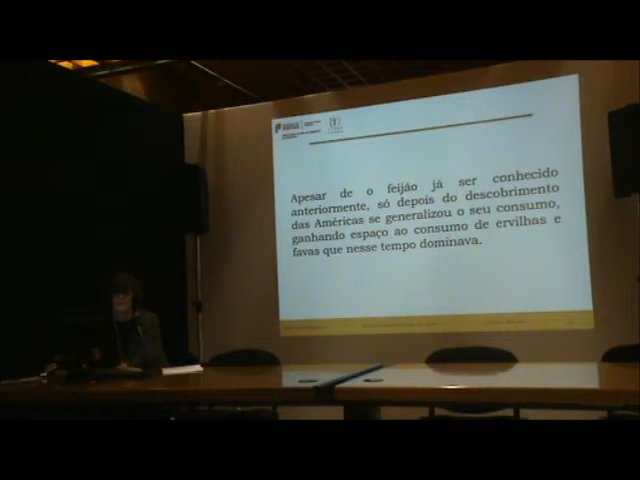 Apesar de o feijão já ser conhecido
anteriormente, só depois do descobrimento
das Américas se generalizou o seu consumo,
ganhando espaço ao consumo de ervilhas e
favas que nesse tempo dominava.